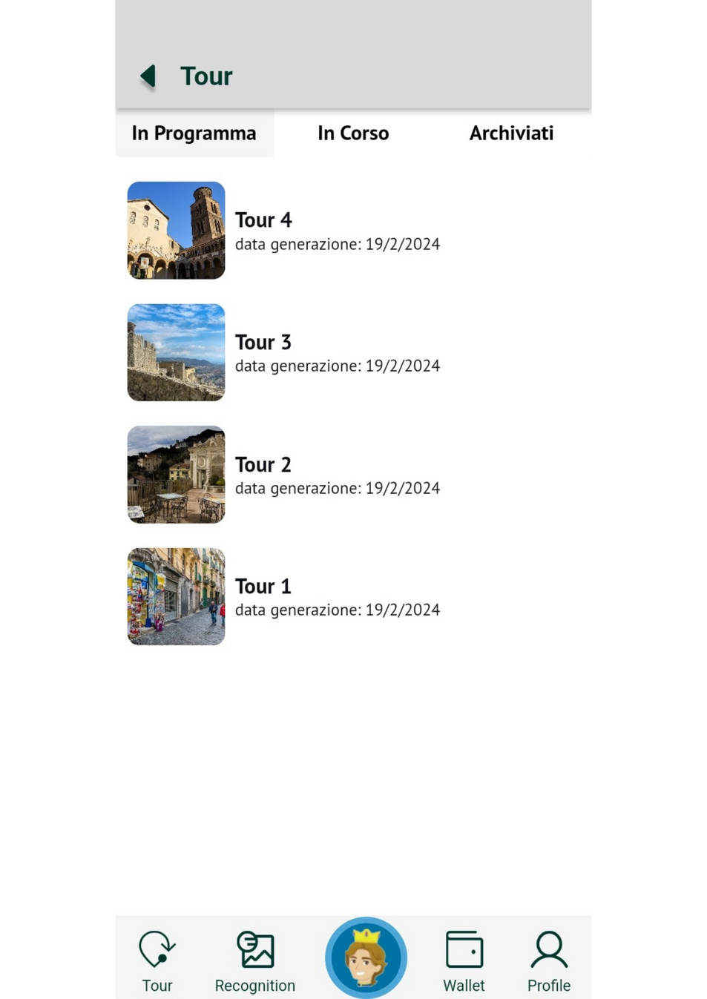 Tour
In Programma In Corso Archiviati
Tour 4
data generazione: 19/2/2024
Tour 3
data generazione: 19/2/2024
Tour 2
data generazione: 19/2/2024
Tour 1
data generazione: 19/2/2024
Tour Recognition Wallet Profile